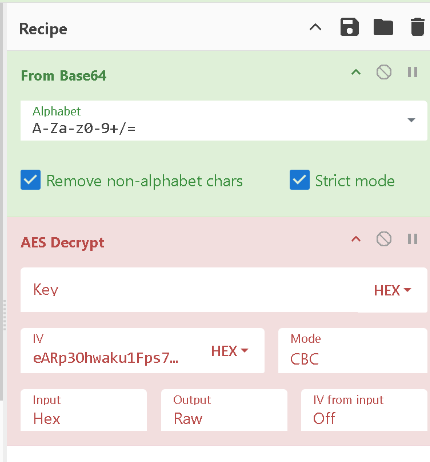 Recipe
From Base64
Alphabet
A-Za-z0-9+/=
Remove non-alphabet chars Strict mode
AES Decrypt
Key HEX
IV Mode
eARp3Ohwaku1Fps7… HEX CBC
Input Output IV from input
Hex Raw Off